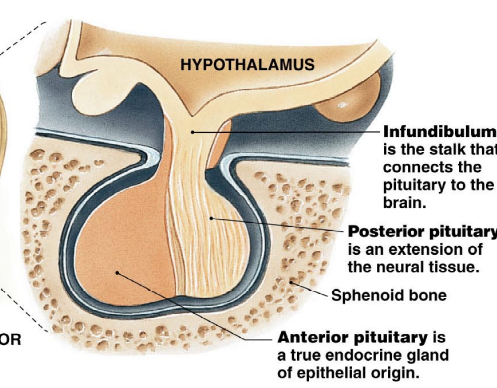 HYPOTHALAMUS
Infundibulum
is the stalk that
connects the
pituitary to the
brain.
Posterior pituitary
is an extension of
the neural tissue.
Sphenoid bone
OR
Anterior pituitary is
a true endocrine gland
of epithelial origin.